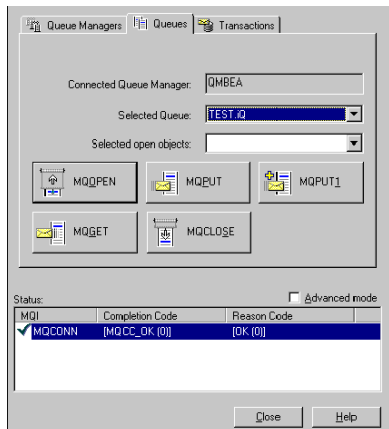 Queue Managers Queues Transactions
Connected Queue Manager: QMBEA
Selected Queue: TEST.iQ
Selected open objects:
MQOPEN MQPUT MQPUT1
MQGET MQCLOSE
Status: Advanced mode
MQI Completion Code Reason Code
MQCONN [MQCC_OK (0)] [OK (0)]
Close Help